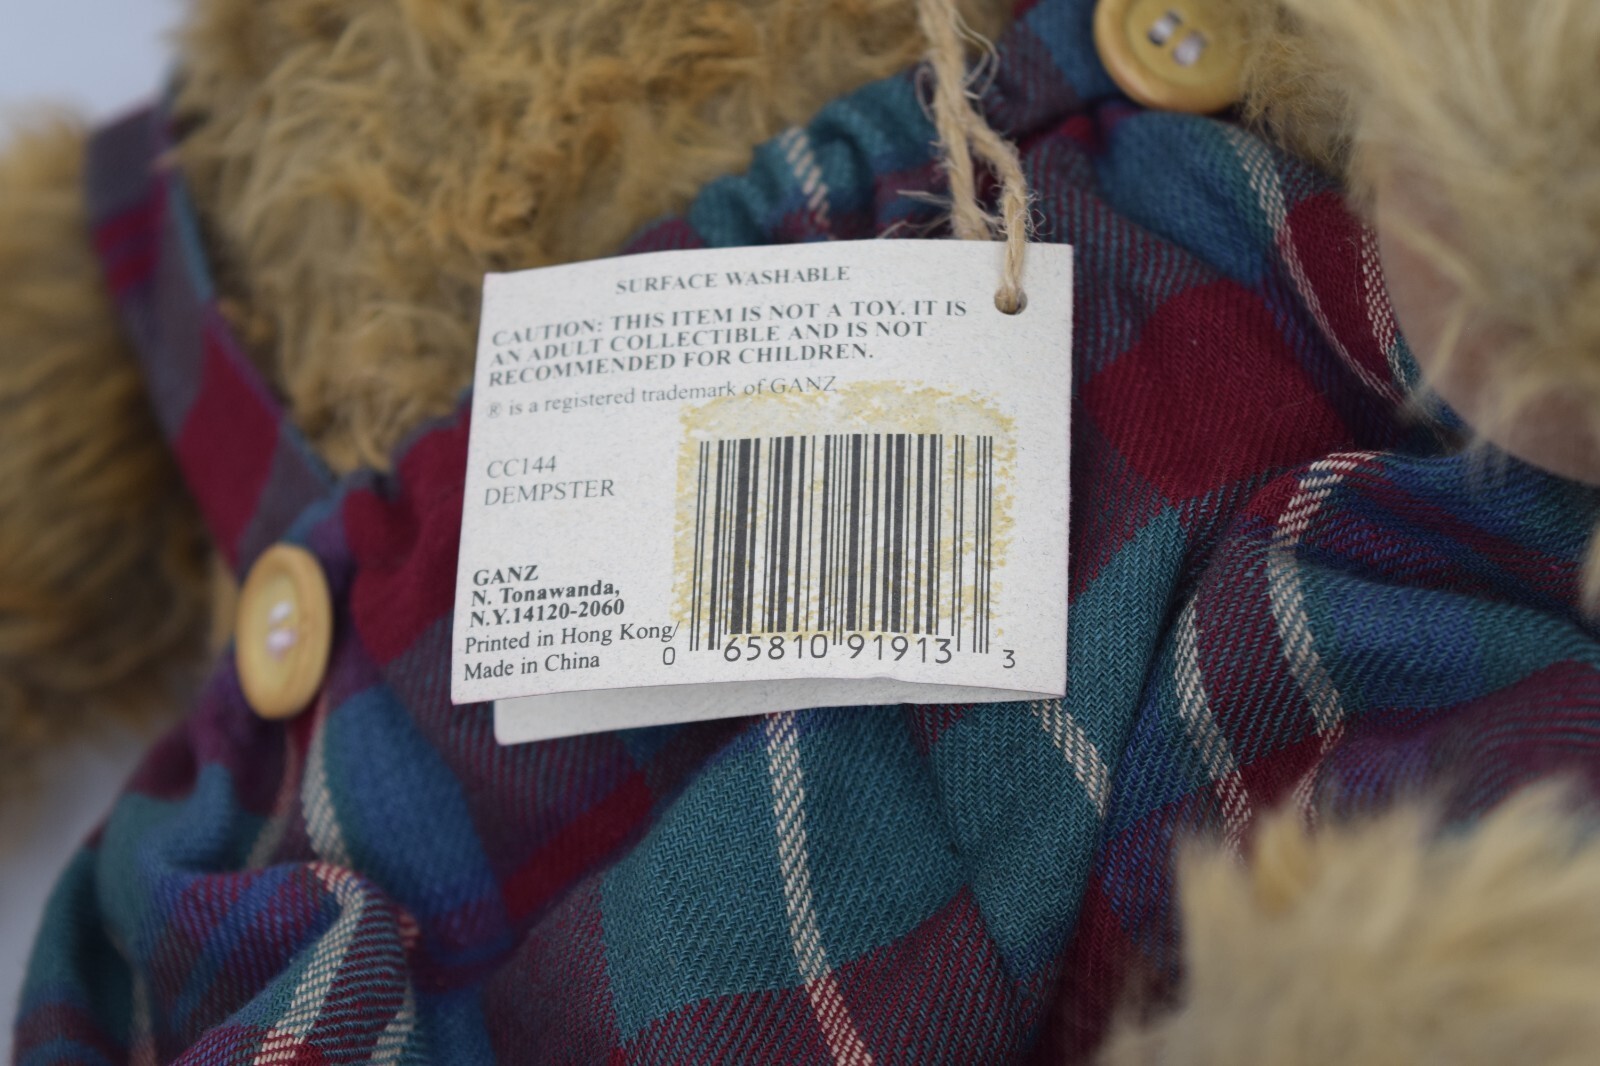 SURFACE WASHABLE
CAUTION: THIS ITEM IS NOT A TOY. IT IS
AN ADULT COLLECTIBLE AND IS NOT
RECOMMENDED FOR CHILDREN.
® is a registered trademark of GANZ
CC144
DEMPSTER
GANZ
N. Tonawanda,
N.Y.14120-2060
Printed in Hong Kong/
Made in China
0 65810 91913 3